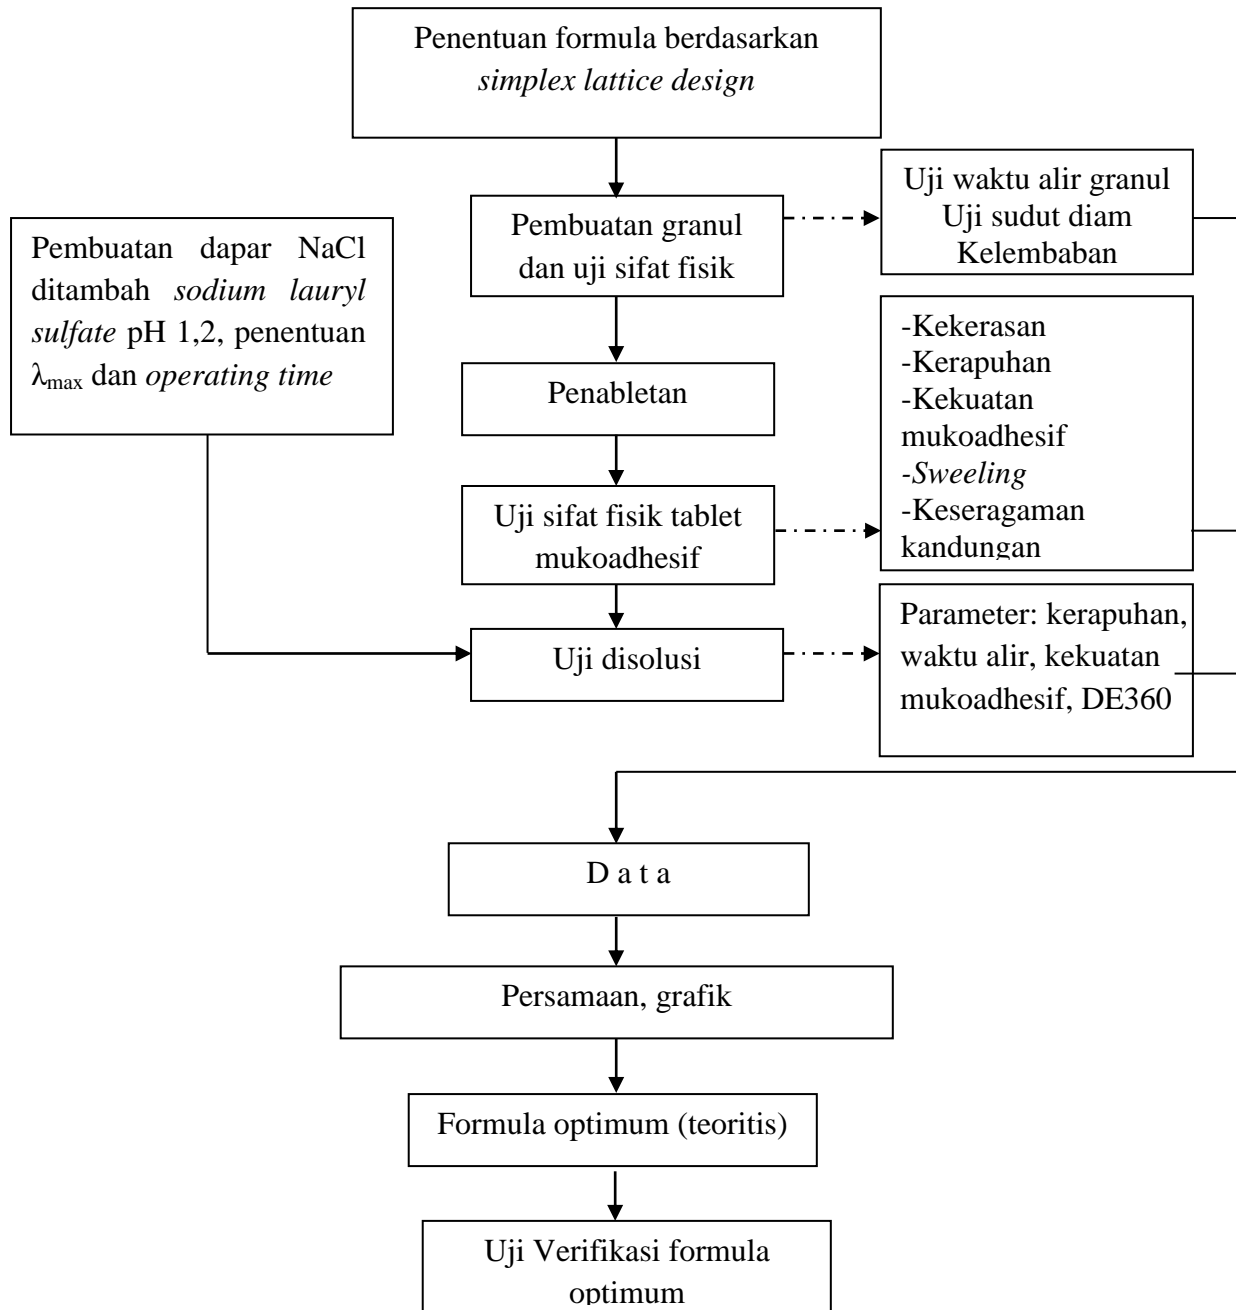 Penentuan formula berdasarkan
simplex lattice design
Uji waktu alir granul
Uji sudut diam
Kelembaban
Pembuatan granul
dan uji sifat fisik
Pembuatan dapar NaCl
ditambah sodium lauryl
sulfate pH 1,2, penentuan
λmax dan operating time
-Kekerasan
-Kerapuhan
-Kekuatan
mukoadhesif
-Sweeling
-Keseragaman
kandungan
Penabletan
Uji sifat fisik tablet
mukoadhesif
Parameter: kerapuhan,
waktu alir, kekuatan
mukoadhesif, DE360
Uji disolusi
D a t a
Persamaan, grafik
Formula optimum (teoritis)
Uji Verifikasi formula
optimum